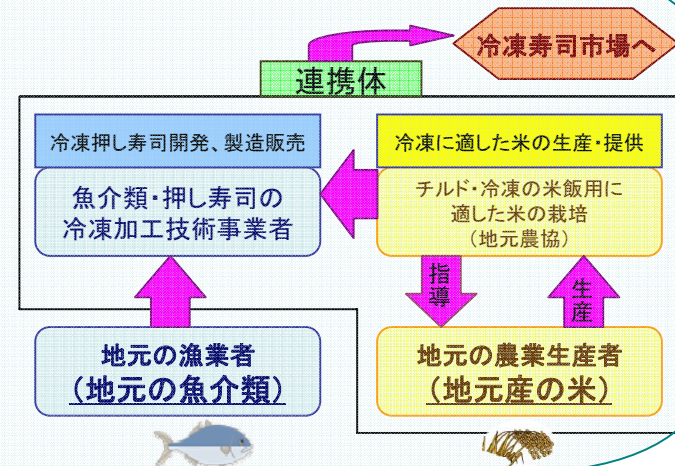 冷凍寿司市場へ
連携体
冷凍押し寿司開発、製造販売
魚介類・押し寿司の
冷凍加工技術事業者
冷凍に適した米の生産・提供
チルド・冷凍の米飯用に
適した米の栽培
(地元農協)
指導
生産
地元の漁業者
(地元の魚介類)
地元の農業生産者
(地元産の米)